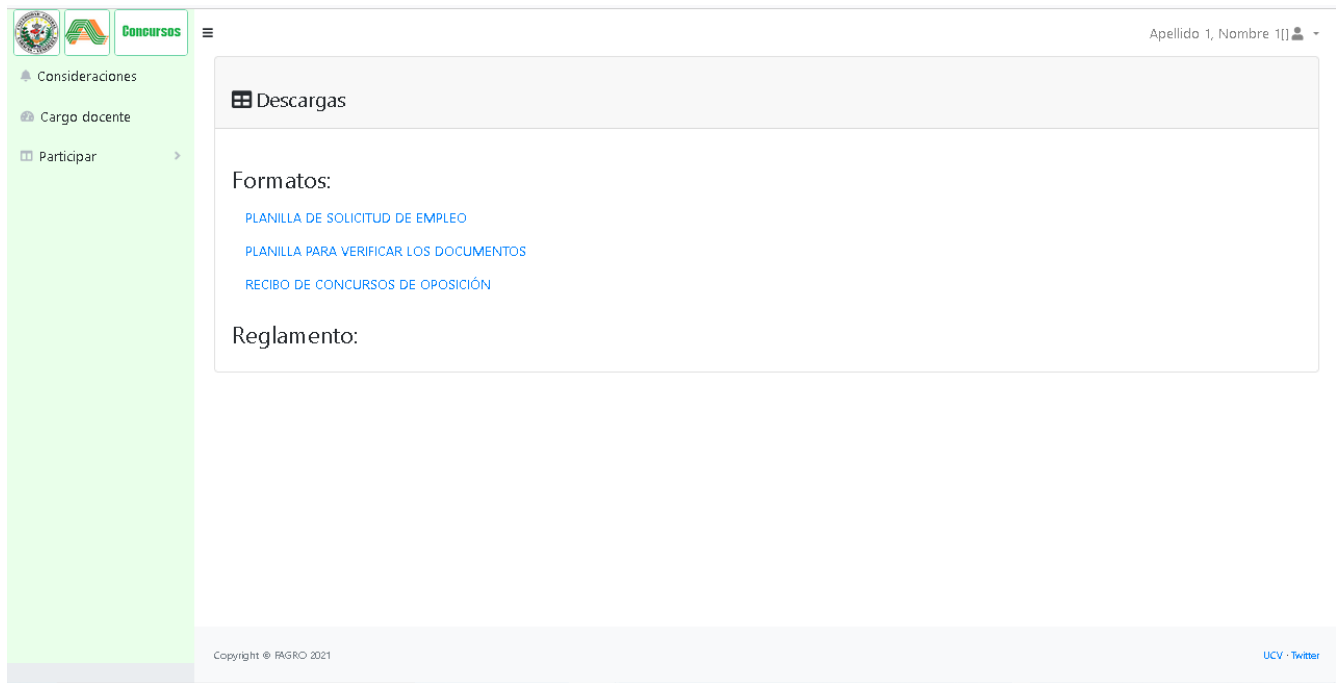 Concursos
Apellido 1, Nombre 1[]
Consideraciones
Cargo docente
Participar
Descargas
Formatos:
PLANILLA DE SOLICITUD DE EMPLEO
PLANILLA PARA VERIFICAR LOS DOCUMENTOS
RECIBO DE CONCURSOS DE OPOSICIÓN
Reglamento:
Copyright © FAGRO 2021
UCV · Twitter